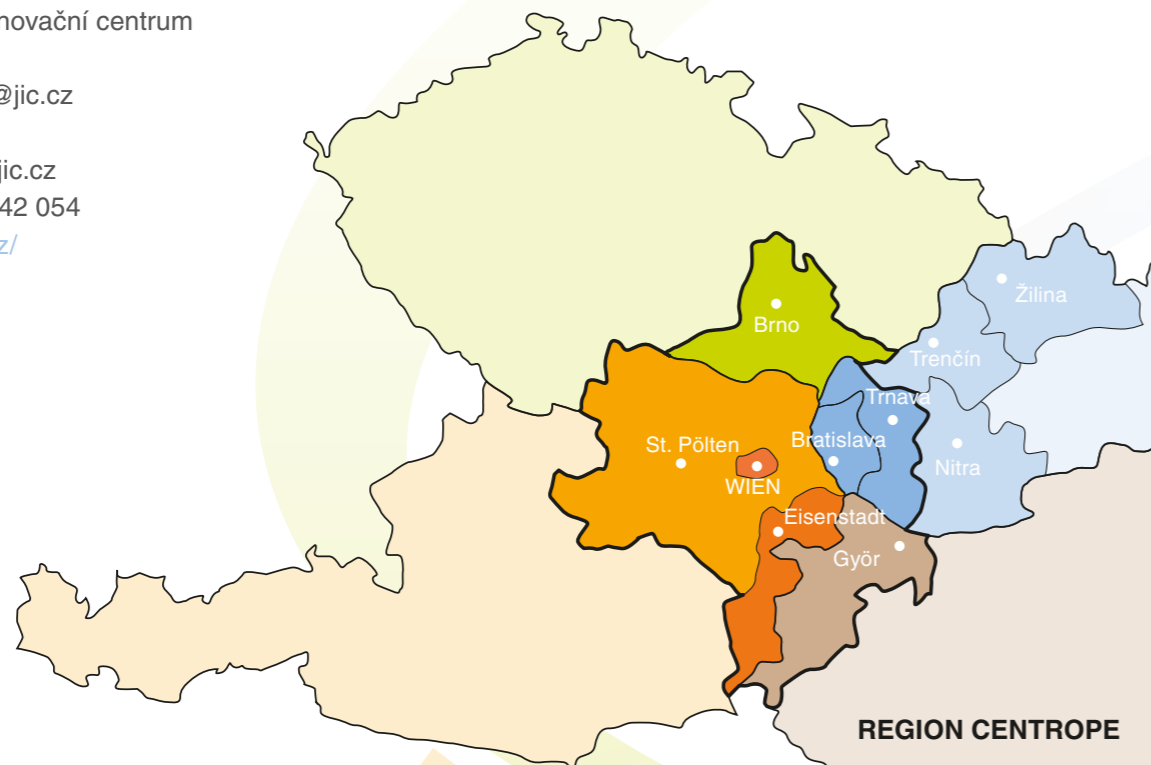 novační centrum
@jic.cz
jic.cz
42 054
z/
Žilina
Brno
Trenčín
Trnava
St. Pölten
Bratislava
Nitra
WIEN
Eisenstadt
Györ
REGION CENTROPE